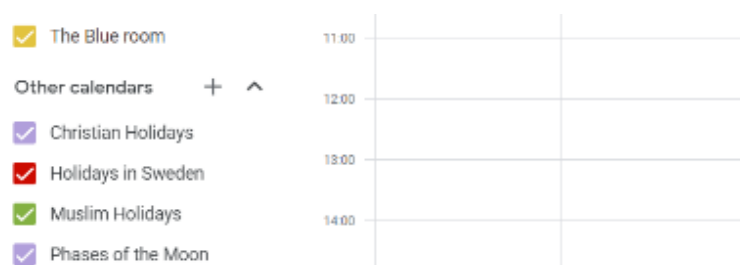 The Blue room
Other calendars
Christian Holidays
Holidays in Sweden
Muslim Holidays
Phases of the Moon
11:00
12:00
13:00
14:00